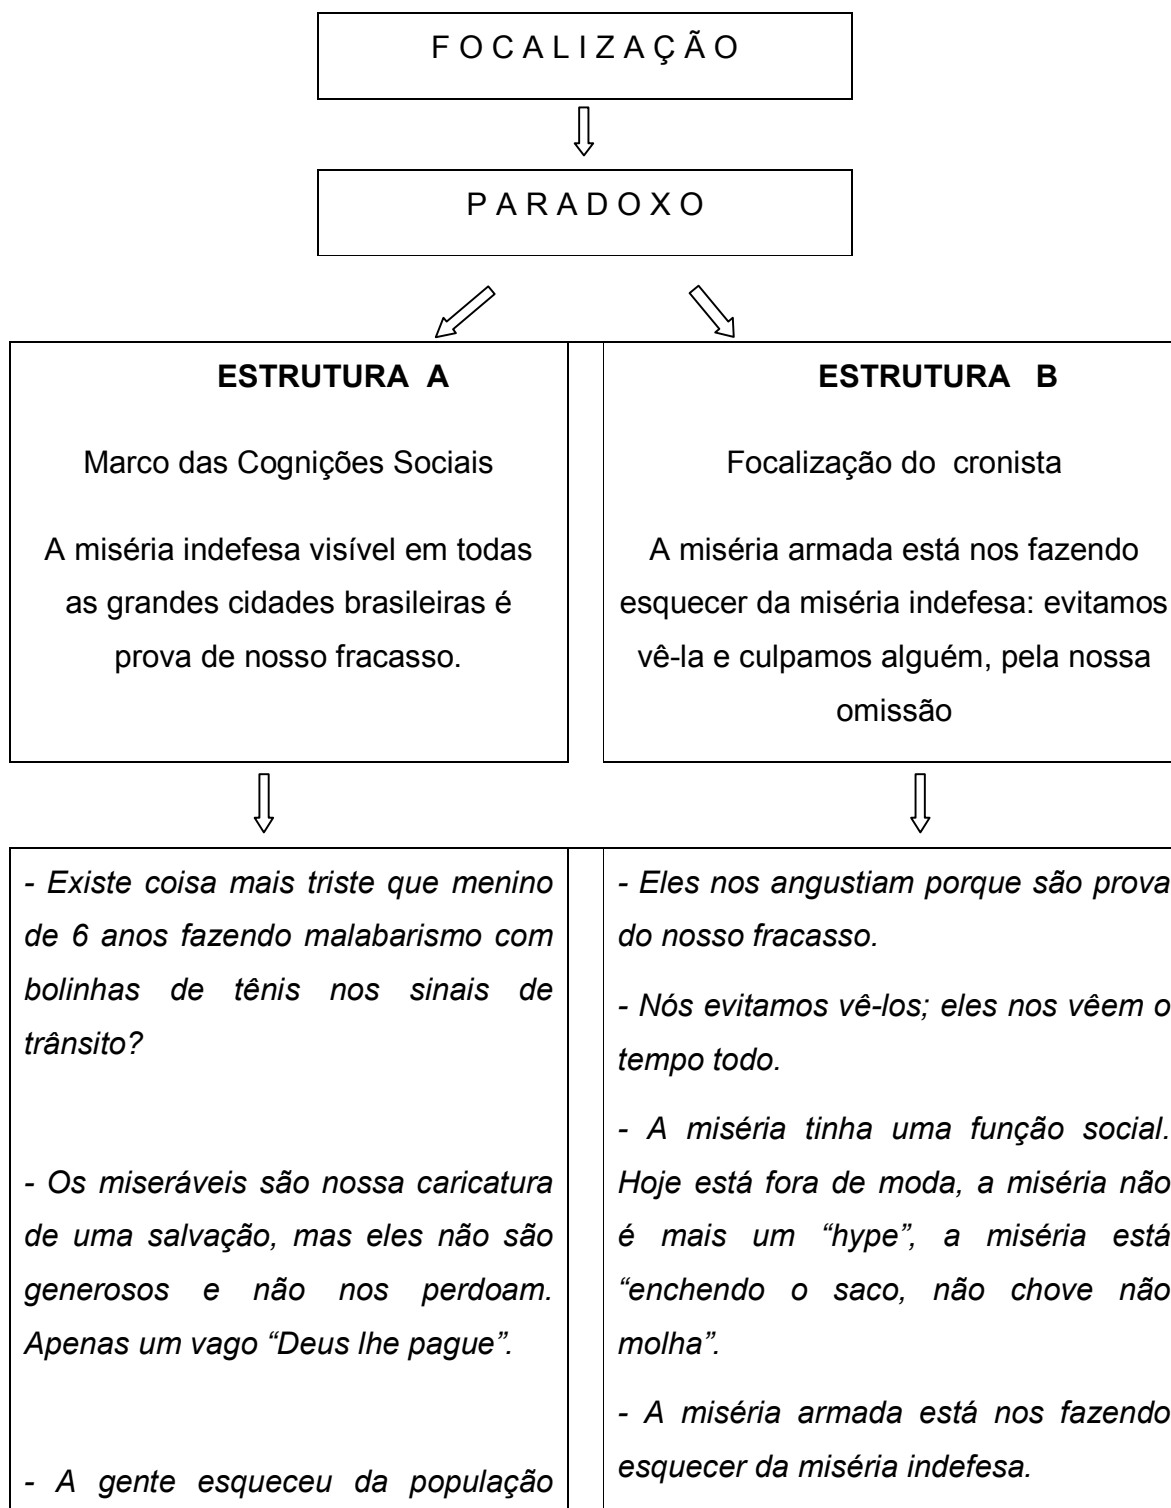 F O C A L I Z A Ç Ã O
P A R A D O X O
ESTRUTURA A
Marco das Cognições Sociais
A miséria indefesa visível em todas
as grandes cidades brasileiras é
prova de nosso fracasso.
ESTRUTURA B
Focalização do cronista
A miséria armada está nos fazendo
esquecer da miséria indefesa: evitamos
vê-la e culpamos alguém, pela nossa
omissão
- Existe coisa mais triste que menino
de 6 anos fazendo malabarismo com
bolinhas de tênis nos sinais de
trânsito?
- Os miseráveis são nossa caricatura
de uma salvação, mas eles não são
generosos e não nos perdoam.
Apenas um vago “Deus lhe pague”.
- A gente esqueceu da população
- Eles nos angustiam porque são prova
do nosso fracasso.
- Nós evitamos vê-los; eles nos vêem o
tempo todo.
- A miséria tinha uma função social.
Hoje está fora de moda, a miséria não
é mais um “hype”, a miséria está
“enchendo o saco, não chove não
molha”.
- A miséria armada está nos fazendo
esquecer da miséria indefesa.